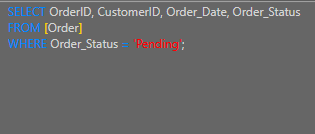 SELECT OrderID, CustomerID, Order_Date, Order_Status
FROM [Order]
WHERE Order_Status = 'Pending';